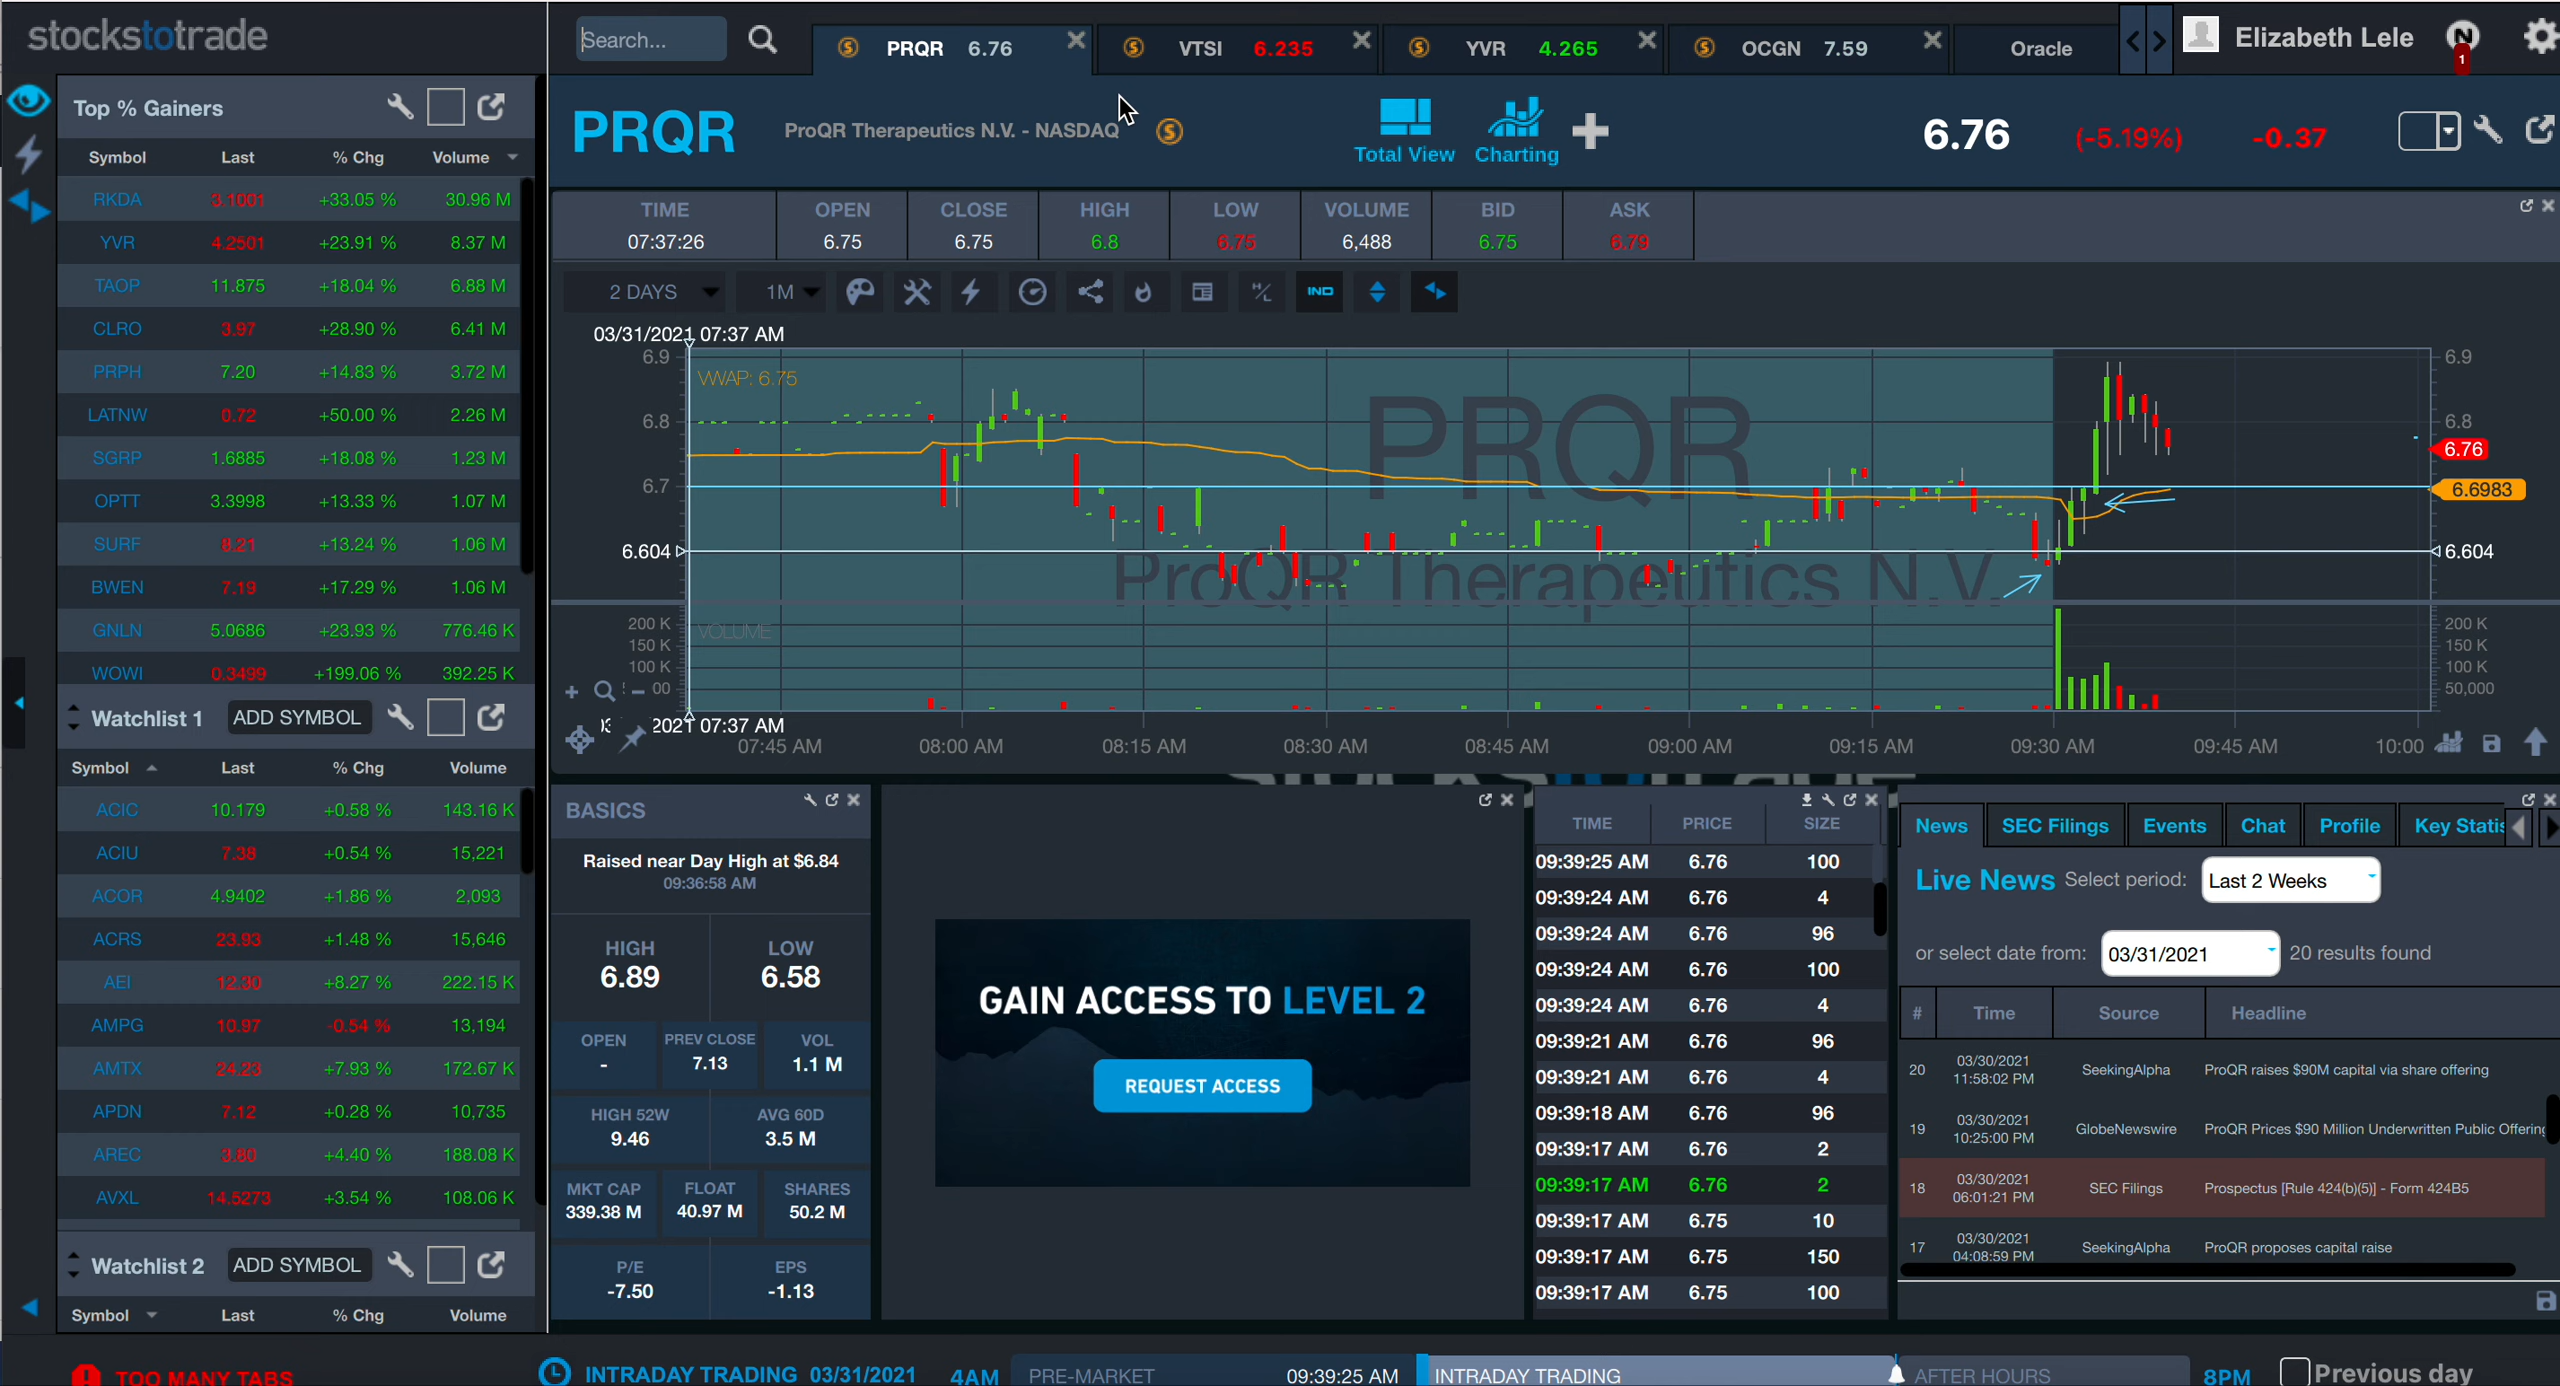 stockstotrade
Search...
PRQR 6.76
VTSI 6.235
YVR 4.265
OCGN 7.59
Oracle
Elizabeth Lele
N
1
Top % Gainers
Symbol Last % Chg Volume
RKDA 3.1001 +33.05 % 30.96 M
YVR 4.2501 +23.91 % 8.37 M
TAOP 11.875 +18.04 % 6.88 M
CLRO 3.97 +28.90 % 6.41 M
PRPH 7.20 +14.83 % 3.72 M
LATNW 0.72 +50.00 % 2.26 M
SGRP 1.6885 +18.08 % 1.23 M
OPTT 3.3998 +13.33 % 1.07 M
SURF 8.21 +13.24 % 1.06 M
BWEN 7.19 +17.29 % 1.06 M
GNLN 5.0686 +23.93 % 776.46 K
WOWI 0.3499 +199.06 % 392.25 K
Watchlist 1 ADD SYMBOL
Symbol Last % Chg Volume
ACIC 10.179 +0.58 % 143.16 K
ACIU 7.38 +0.54 % 15,221
ACOR 4.9402 +1.86 % 2,093
ACRS 23.93 +1.48 % 15,646
AEI 12.30 +8.27 % 222.15 K
AMPG 10.97 -0.54 % 13,194
AMTX 24.23 +7.93 % 172.67 K
APDN 7.12 +0.28 % 10,735
AREC 3.80 +4.40 % 188.08 K
AVXL 14.5273 +3.54 % 108.06 K
Watchlist 2 ADD SYMBOL
Symbol Last % Chg Volume
PRQR ProQR Therapeutics N.V. - NASDAQ
Total View
Charting
6.76 (-5.19%) -0.37
TIME OPEN CLOSE HIGH LOW VOLUME BID ASK
07:37:26 6.75 6.75 6.8 6.75 6,488 6.75 6.79
2 DAYS 1M IND
03/31/2021 07:37 AM
VWAP: 6.75
6.9 6.9
6.8 6.8
6.76
6.7
6.6983
6.604 6.604
PRQR
ProQR Therapeutics N.V.
VOLUME
200 K 200 K
150 K 150 K
100 K 100 K
50,000
2021 07:37 AM
07:45 AM 08:00 AM 08:15 AM 08:30 AM 08:45 AM 09:00 AM 09:15 AM 09:30 AM 09:45 AM 10:00
BASICS
Raised near Day High at $6.84
09:36:58 AM
HIGH LOW
6.89 6.58
OPEN PREV CLOSE VOL
- 7.13 1.1 M
HIGH 52W AVG 60D
9.46 3.5 M
MKT CAP FLOAT SHARES
339.38 M 40.97 M 50.2 M
P/E EPS
-7.50 -1.13
GAIN ACCESS TO LEVEL 2
REQUEST ACCESS
TIME PRICE SIZE
09:39:25 AM 6.76 100
09:39:24 AM 6.76 4
09:39:24 AM 6.76 96
09:39:24 AM 6.76 100
09:39:24 AM 6.76 4
09:39:21 AM 6.76 96
09:39:21 AM 6.76 4
09:39:18 AM 6.76 96
09:39:17 AM 6.76 2
09:39:17 AM 6.76 2
09:39:17 AM 6.75 10
09:39:17 AM 6.75 150
09:39:17 AM 6.75 100
News SEC Filings Events Chat Profile Key Statis
Live News Select period: Last 2 Weeks
or select date from: 03/31/2021 20 results found
# Time Source Headline
20 03/30/2021 11:58:02 PM SeekingAlpha ProQR raises $90M capital via share offering
19 03/30/2021 10:25:00 PM GlobeNewswire ProQR Prices $90 Million Underwritten Public Offering
18 03/30/2021 06:01:21 PM SEC Filings Prospectus [Rule 424(b)(5)] - Form 424B5
17 03/30/2021 04:08:59 PM SeekingAlpha ProQR proposes capital raise
TOO MANY TABS
INTRADAY TRADING 03/31/2021 4AM PRE-MARKET 09:39:25 AM INTRADAY TRADING AFTER HOURS 8PM Previous day